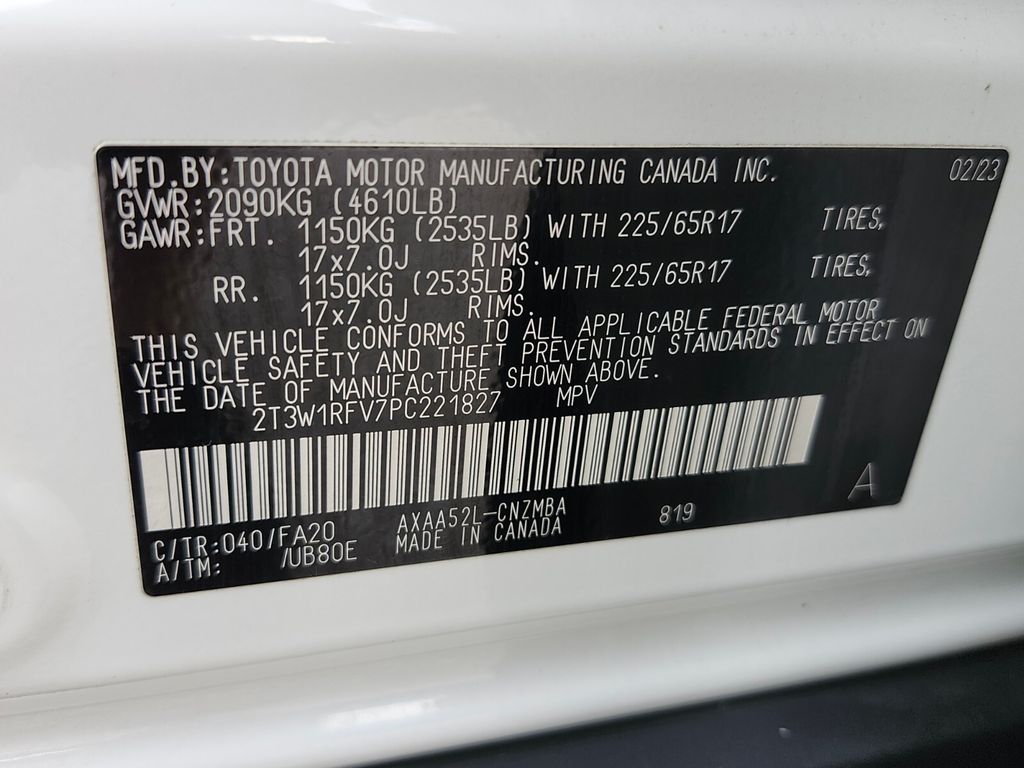 MFD.BY:TOYOTA MOTOR MANUFACTURING CANADA INC. 02/23
GVWR:2090KG (4610LB)
GAWR:FRT. 1150KG (2535LB) WITH 225/65R17 TIRES,
17x7.0J RIMS.
RR. 1150KG (2535LB) WITH 225/65R17 TIRES,
17x7.0J RIMS.
THIS VEHICLE CONFORMS TO ALL APPLICABLE FEDERAL MOTOR
VEHICLE SAFETY AND THEFT PREVENTION STANDARDS IN EFFECT ON
THE DATE OF MANUFACTURE SHOWN ABOVE.
2T3W1RFV7PC221827 MPV
A
C/TR:040/FA20 AXAA52L-CNZMBA 819
A/TM: /UB80E MADE IN CANADA